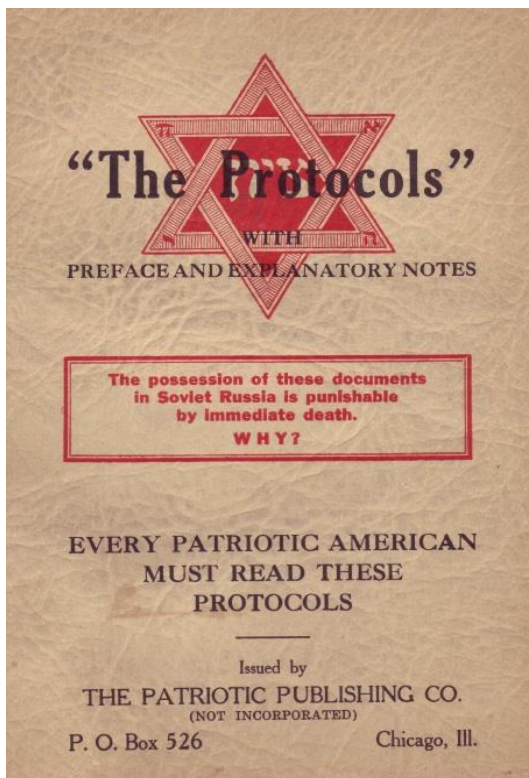 "The Protocols"
WITH
PREFACE AND EXPLANATORY NOTES
The possession of these documents
in Soviet Russia is punishable
by immediate death.
WHY?
EVERY PATRIOTIC AMERICAN
MUST READ THESE
PROTOCOLS
Issued by
THE PATRIOTIC PUBLISHING CO.
(NOT INCORPORATED)
P. O. Box 526 Chicago, Ill.